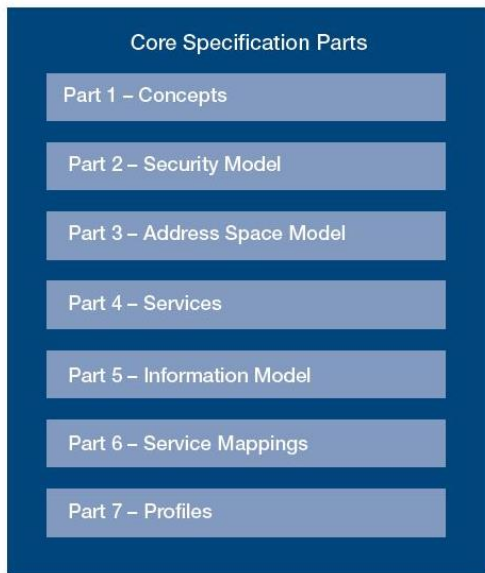 Core Specification Parts
Part 1 – Concepts
Part 2 – Security Model
Part 3 – Address Space Model
Part 4 – Services
Part 5 – Information Model
Part 6 – Service Mappings
Part 7 – Profiles